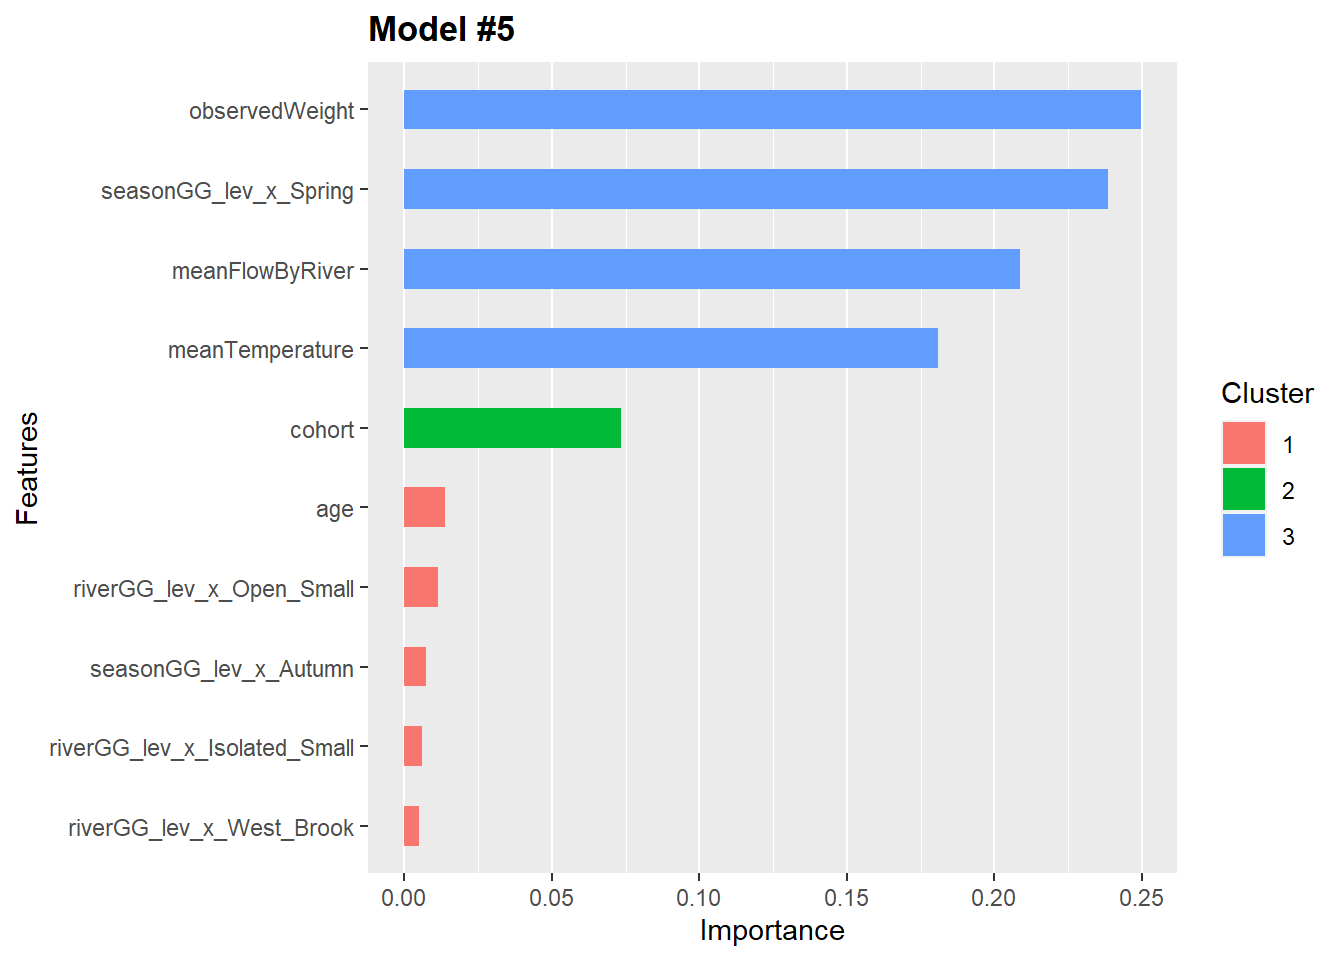 Model #5
observedWeight
seasonGG_lev_x_Spring
meanFlowByRiver
meanTemperature
cohort
age
riverGG_lev_x_Open_Small
seasonGG_lev_x_Autumn
riverGG_lev_x_Isolated_Small
riverGG_lev_x_West_Brook
Features
0.00 0.05 0.10 0.15 0.20 0.25
Importance
Cluster
1
2
3